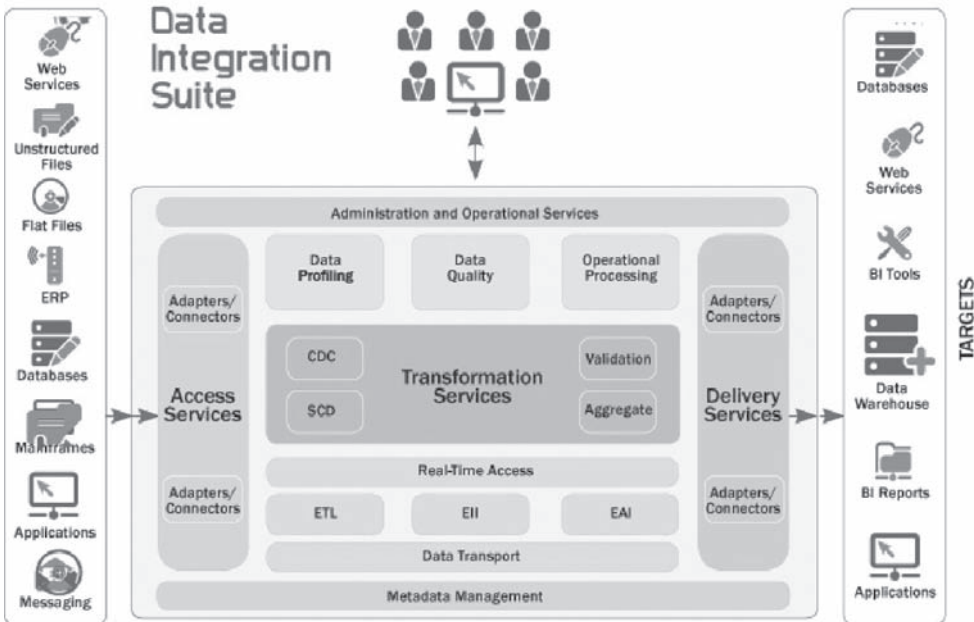 Data
Integration
Suite
Web
Services
Unstructured
Files
Flat Files
ERP
Databases
Mainframes
Applications
Messaging
Administration and Operational Services
Access
Services
Adapters/
Connectors
Adapters/
Connectors
Data
Profiling
Data
Quality
Operational
Processing
CDC
SCD
Transformation
Services
Validation
Aggregate
Real-Time Access
ETL
EII
EAI
Data Transport
Adapters/
Connectors
Delivery
Services
Adapters/
Connectors
Metadata Management
Databases
Web
Services
BI Tools
Data
Warehouse
BI Reports
Applications
TARGETS